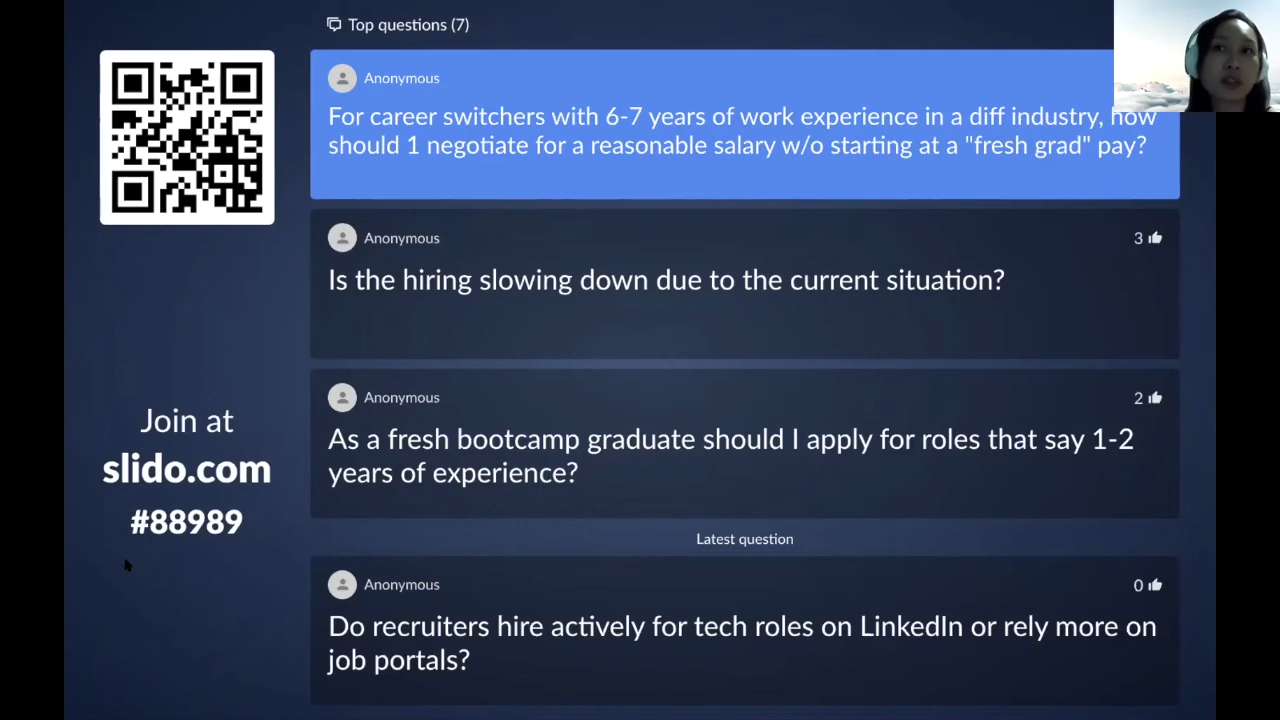 Top questions (7)
Anonymous
For career switchers with 6-7 years of work experience in a diff industry, how
should 1 negotiate for a reasonable salary w/o starting at a "fresh grad" pay?
Anonymous
3
Is the hiring slowing down due to the current situation?
Anonymous
2
As a fresh bootcamp graduate should I apply for roles that say 1-2
years of experience?
Join at
slido.com
#88989
Latest question
Anonymous
0
Do recruiters hire actively for tech roles on LinkedIn or rely more on
job portals?